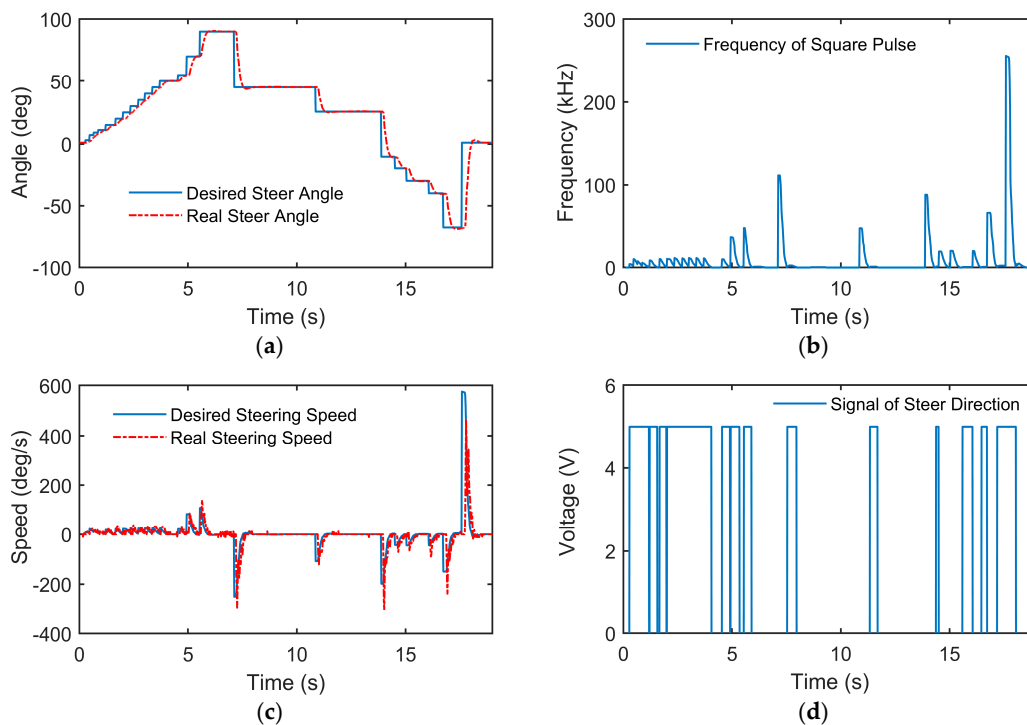 100
50
0
-50
-100
Angle (deg)
Desired Steer Angle
Real Steer Angle
0 5 10 15
Time (s)
(a)
300
200
100
0
Frequency (kHz)
Frequency of Square Pulse
0 5 10 15
Time (s)
(b)
600
400
200
0
-200
-400
Speed (deg/s)
Desired Steering Speed
Real Steering Speed
0 5 10 15
Time (s)
(c)
6
4
2
0
Voltage (V)
Signal of Steer Direction
0 5 10 15
Time (s)
(d)